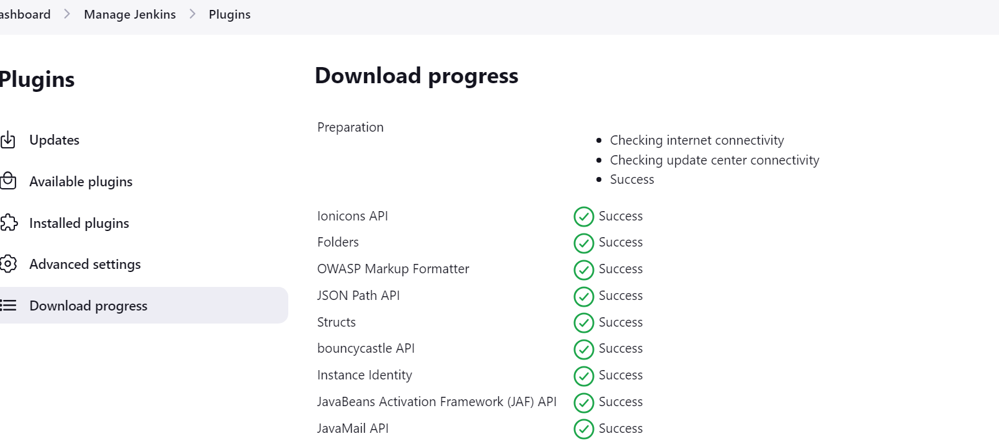 ashboard > Manage Jenkins > Plugins
Plugins
Updates
Available plugins
Installed plugins
Advanced settings
Download progress
Download progress
Preparation
• Checking internet connectivity
• Checking update center connectivity
• Success
Ionicons API Success
Folders Success
OWASP Markup Formatter Success
JSON Path API Success
Structs Success
bouncycastle API Success
Instance Identity Success
JavaBeans Activation Framework (JAF) API Success
JavaMail API Success